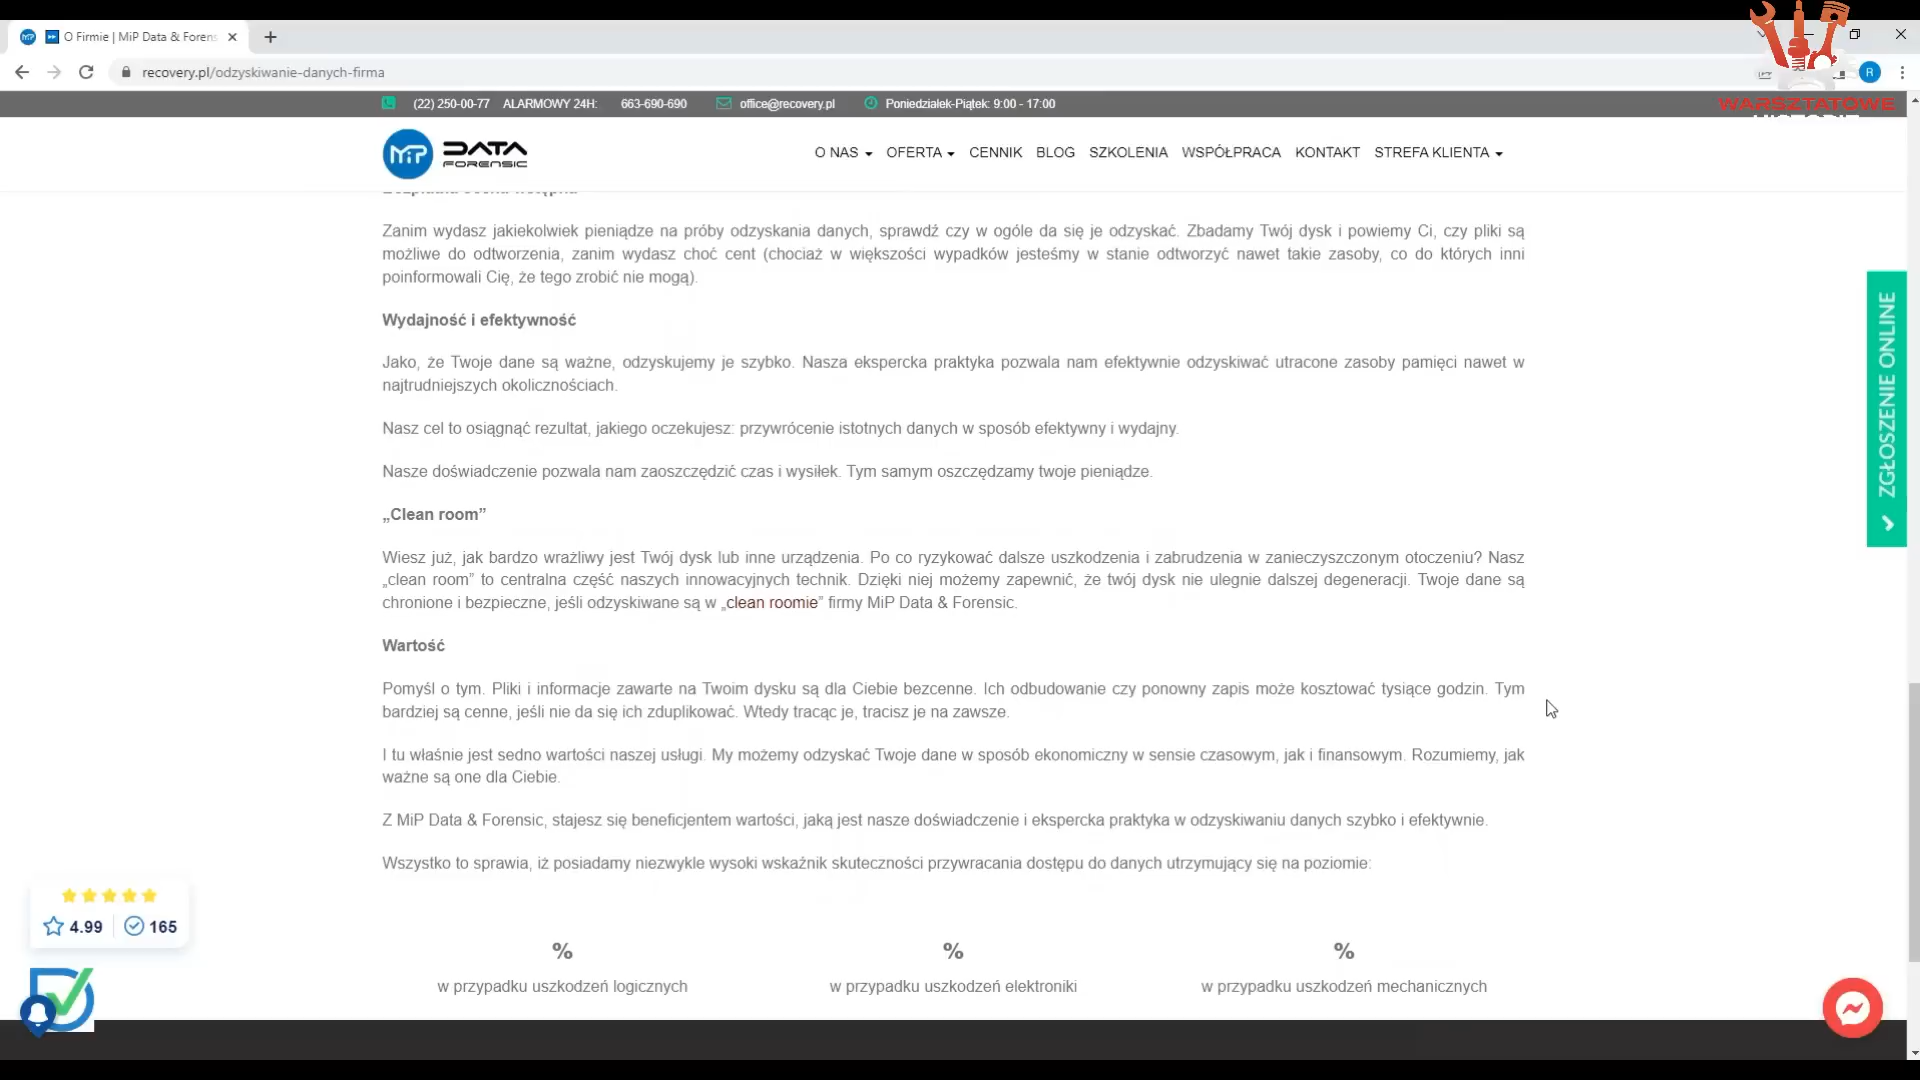 O Firmie | MiP Data & Forens
recovery.pl/odzyskiwanie-danych-firma
R
(22) 250-00-77 ALARMOWY 24H: 663-690-690 office@recovery.pl Poniedziałek-Piątek: 9:00 - 17:00
WARSZTATOWE
MiP DATA FORENSIC
O NAS OFERTA CENNIK BLOG SZKOLENIA WSPÓŁPRACA KONTAKT STREFA KLIENTA
Zanim wydasz jakiekolwiek pieniądze na próby odzyskania danych, sprawdź czy w ogóle da się je odzyskać. Zbadamy Twój dysk i powiemy Ci, czy pliki są
możliwe do odtworzenia, zanim wydasz choć cent (chociaż w większości wypadków jesteśmy w stanie odtworzyć nawet takie zasoby, co do których inni
poinformowali Cię, że tego zrobić nie mogą).
Wydajność i efektywność
Jako, że Twoje dane są ważne, odzyskujemy je szybko. Nasza ekspercka praktyka pozwala nam efektywnie odzyskiwać utracone zasoby pamięci nawet w
najtrudniejszych okolicznościach.
Nasz cel to osiągnąć rezultat, jakiego oczekujesz: przywrócenie istotnych danych w sposób efektywny i wydajny.
Nasze doświadczenie pozwala nam zaoszczędzić czas i wysiłek. Tym samym oszczędzamy twoje pieniądze.
„Clean room”
Wiesz już, jak bardzo wrażliwy jest Twój dysk lub inne urządzenia. Po co ryzykować dalsze uszkodzenia i zabrudzenia w zanieczyszczonym otoczeniu? Nasz
„clean room” to centralna część naszych innowacyjnych technik. Dzięki niej możemy zapewnić, że twój dysk nie ulegnie dalszej degeneracji. Twoje dane są
chronione i bezpieczne, jeśli odzyskiwane są w „clean roomie” firmy MiP Data & Forensic.
Wartość
Pomyśl o tym. Pliki i informacje zawarte na Twoim dysku są dla Ciebie bezcenne. Ich odbudowanie czy ponowny zapis może kosztować tysiące godzin. Tym
bardziej są cenne, jeśli nie da się ich zduplikować. Wtedy tracąc je, tracisz je na zawsze.
I tu właśnie jest sedno wartości naszej usługi. My możemy odzyskać Twoje dane w sposób ekonomiczny w sensie czasowym, jak i finansowym. Rozumiemy, jak
ważne są one dla Ciebie.
Z MiP Data & Forensic, stajesz się beneficjentem wartości, jaką jest nasze doświadczenie i ekspercka praktyka w odzyskiwaniu danych szybko i efektywnie.
Wszystko to sprawia, iż posiadamy niezwykle wysoki wskaźnik skuteczności przywracania dostępu do danych utrzymujący się na poziomie:
% % %
w przypadku uszkodzeń logicznych w przypadku uszkodzeń elektroniki w przypadku uszkodzeń mechanicznych
4.99 165
ZGŁOSZENIE ONLINE